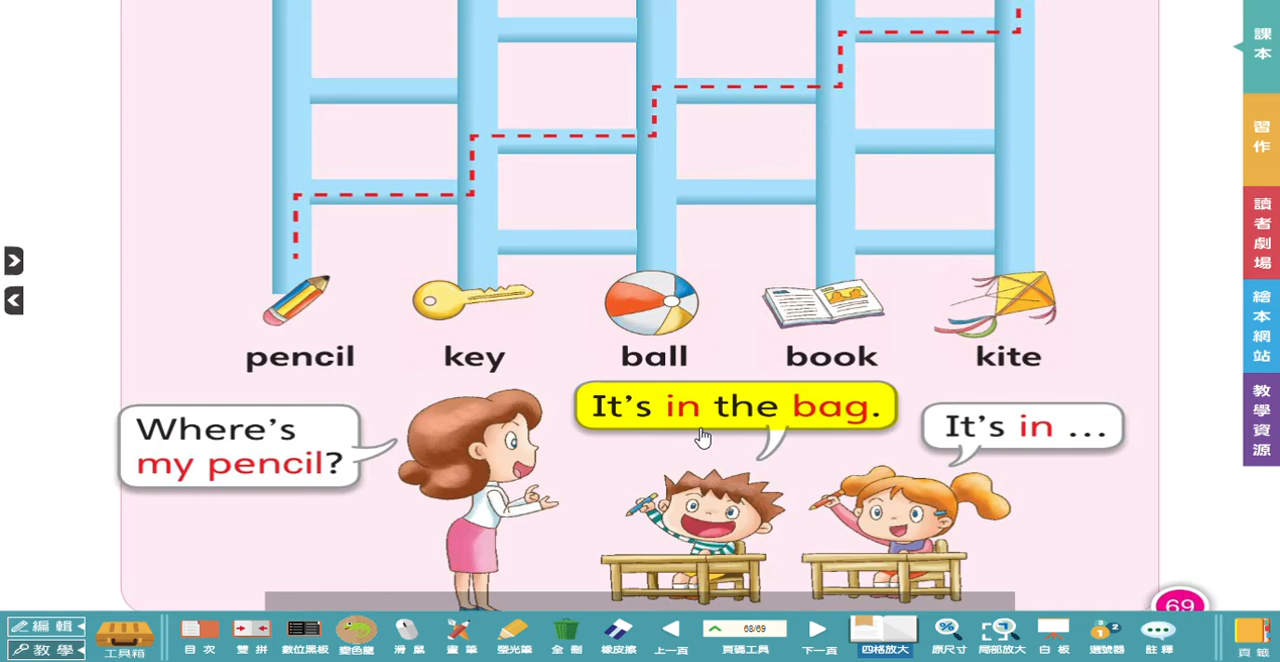 pencil key ball book kite
Where's
my pencil?
It's in the bag.
It's in ...
69
課本
習作
讀者劇場
繪本網站
教學資源
編輯
教學
工具箱
目次
雙拼
數位黑板
變色龍
滑鼠
畫筆
螢光筆
全刪
橡皮擦
上一頁
68/69
頁碼工具
下一頁
四格放大
%
原尺寸
局部放大
白板
1 2 3
選號器
註釋
頁籤